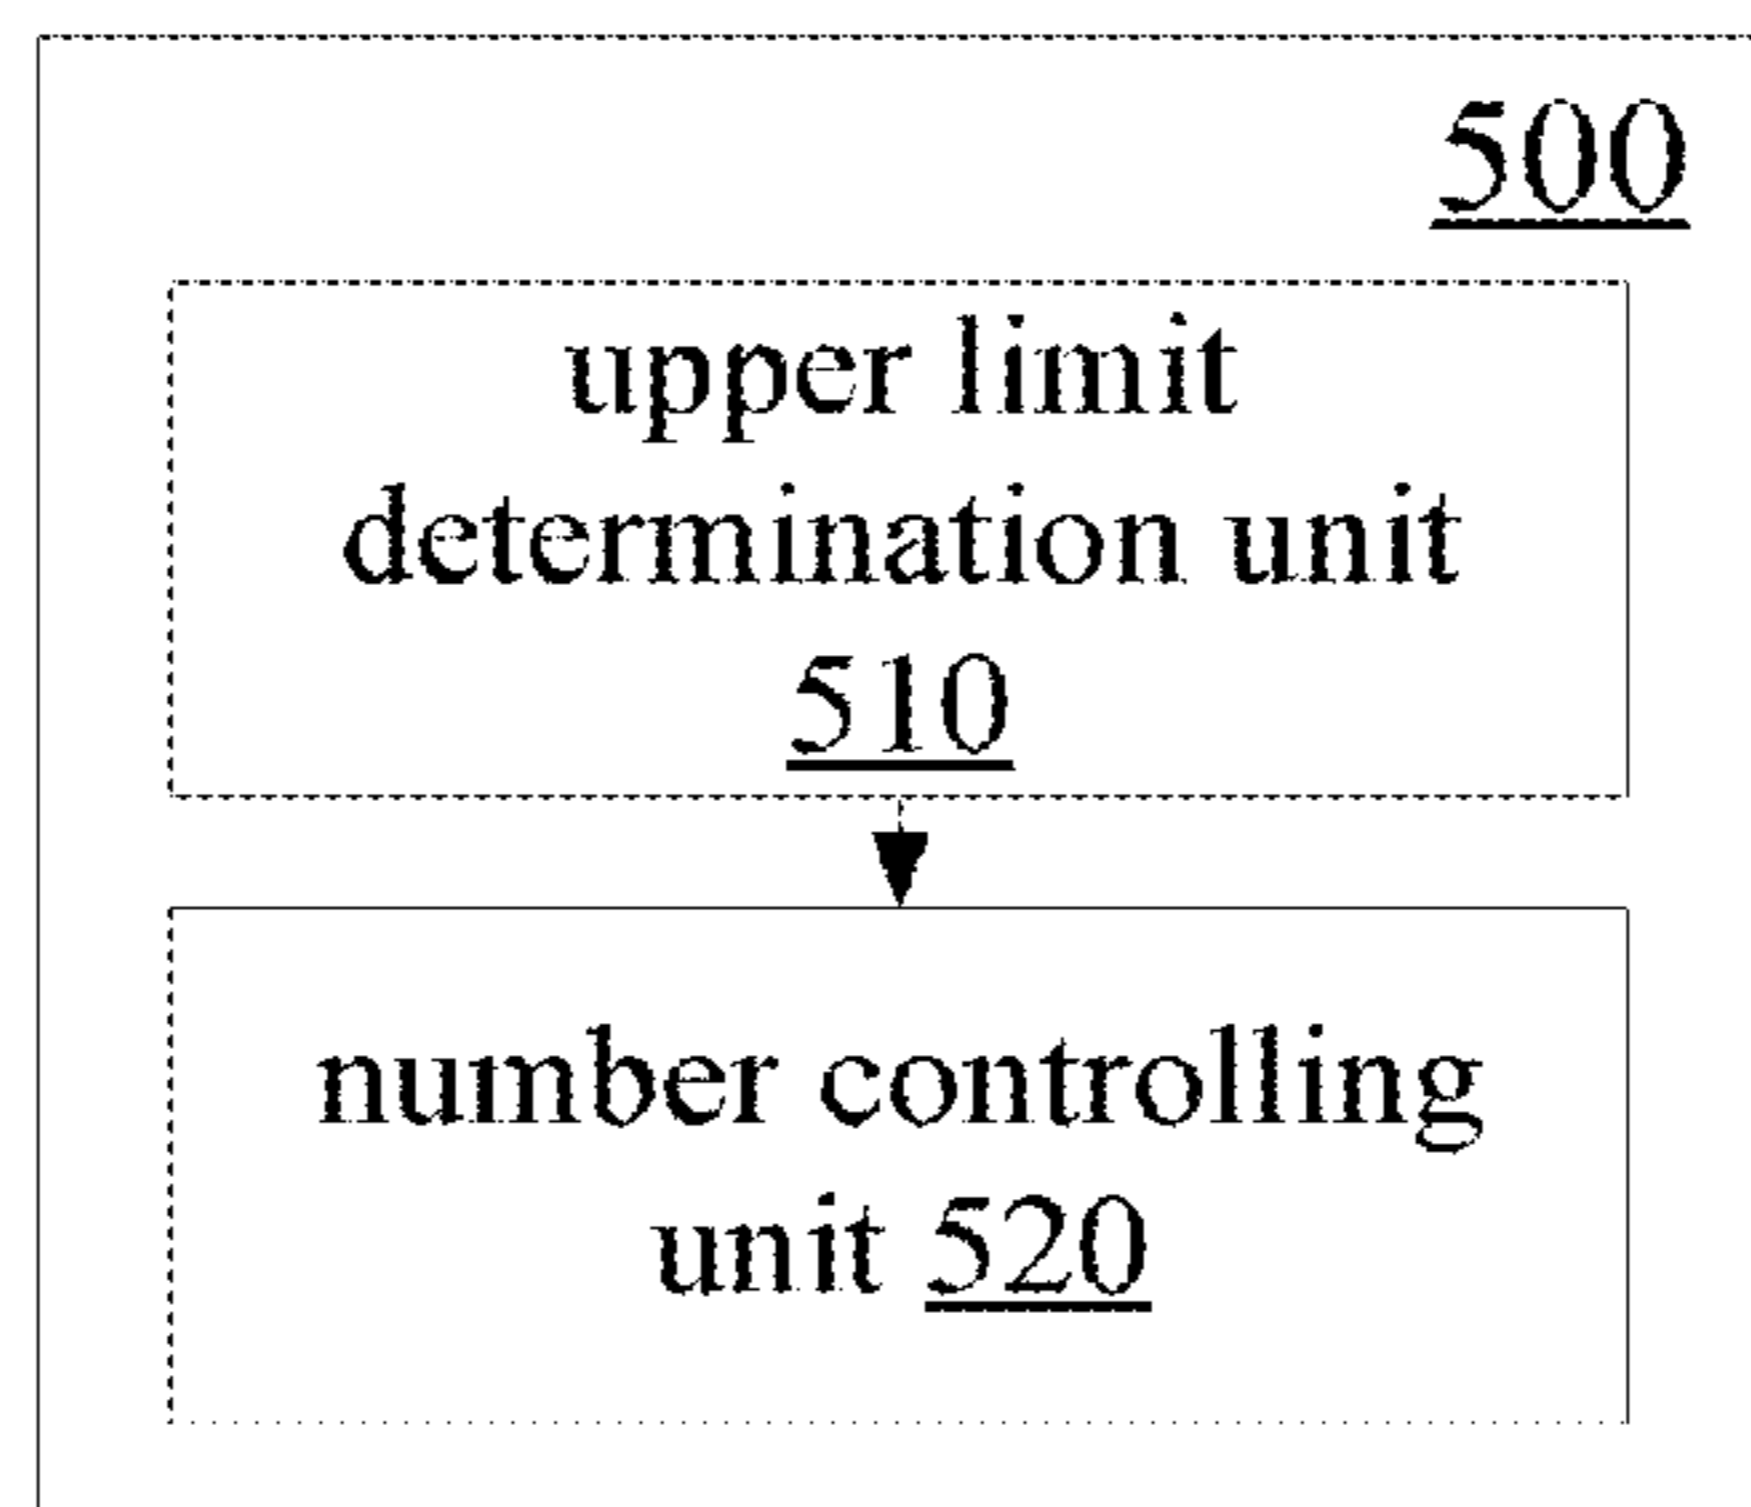 500
upper limit
determination unit
510
number controlling
unit 520